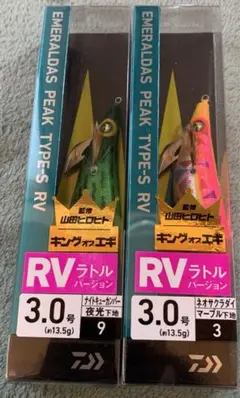 EMERALDAS PEAK TYPE-S RV
監修
山田ヒロヒト
キングオブエギ
RV ラトル
バージョン
3.0号
(約13.5g)
ナイトキューカンバー
夜光下地
9
DAIWA
EMERALDAS PEAK TYPE-S RV
監修
山田ヒロヒト
キングオブエギ
RV ラトル
バージョン
3.0号
(約13.5g)
ネオサクラダイ
マーブル下地
3
DAIWA